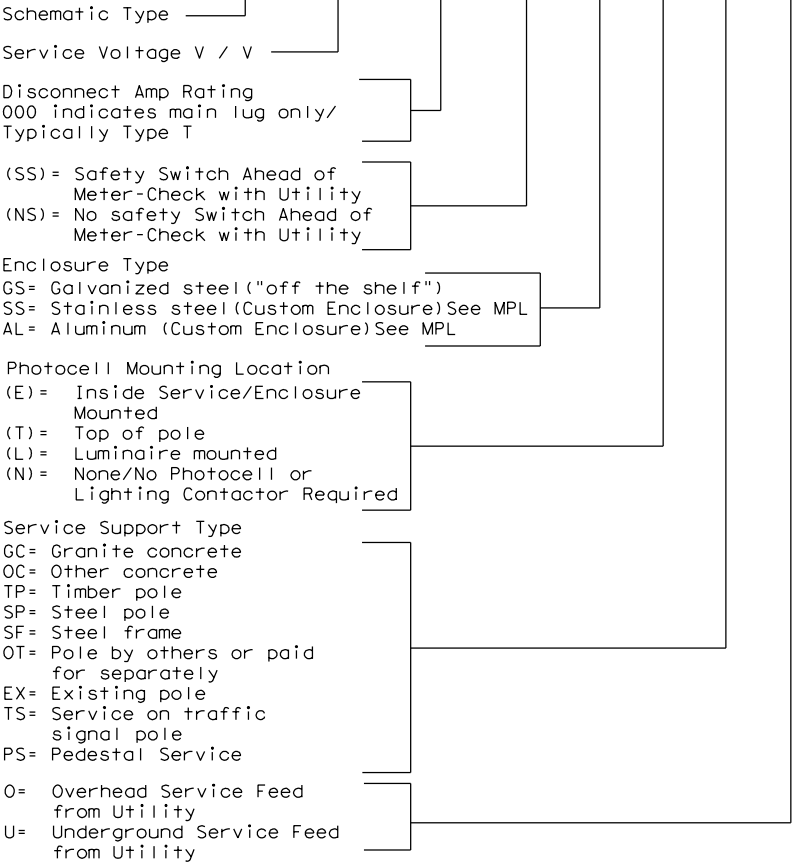 Schematic Type
Service Voltage V / V
Disconnect Amp Rating
000 indicates main lug only/
Typically Type T
(SS)= Safety Switch Ahead of
Meter-Check with Utility
(NS)= No safety Switch Ahead of
Meter-Check with Utility
Enclosure Type
GS= Galvanized steel("off the shelf")
SS= Stainless steel(Custom Enclosure)See MPL
AL= Aluminum (Custom Enclosure)See MPL
Photocell Mounting Location
(E)= Inside Service/Enclosure
Mounted
(T)= Top of pole
(L)= Luminaire mounted
(N)= None/No Photocell or
Lighting Contactor Required
Service Support Type
GC= Granite concrete
OC= Other concrete
TP= Timber pole
SP= Steel pole
SF= Steel frame
OT= Pole by others or paid
for separately
EX= Existing pole
TS= Service on traffic
signal pole
PS= Pedestal Service
O= Overhead Service Feed
from Utility
U= Underground Service Feed
from Utility